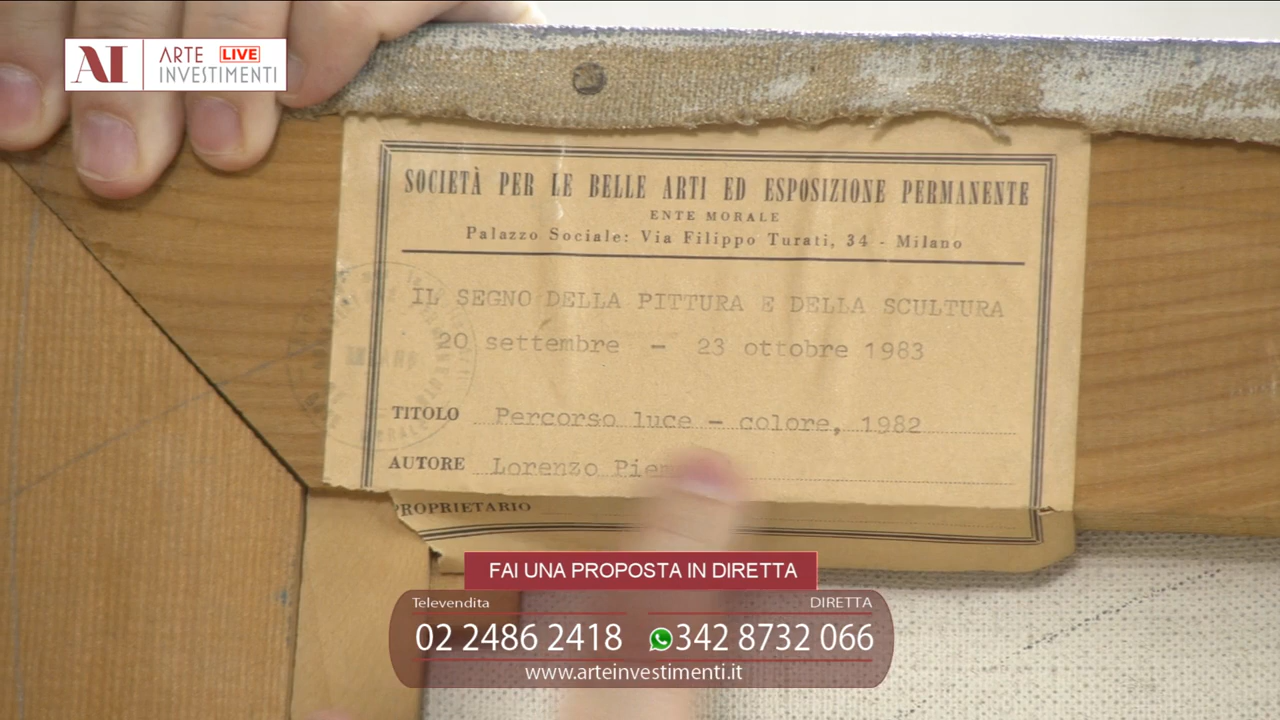 AI
ARTE LIVE
INVESTIMENTI
SOCIETÀ PER LE BELLE ARTI ED ESPOSIZIONE PERMANENTE
ENTE MORALE
Palazzo Sociale: Via Filippo Turati, 34 - Milano
IL SEGNO DELLA PITTURA E DELLA SCULTURA
20 settembre - 23 ottobre 1983
TITOLO Percorso luce - colore, 1982
AUTORE Lorenzo
PROPRIETARIO
FAI UNA PROPOSTA IN DIRETTA
Televendita DIRETTA
02 2486 2418 342 8732 066
www.arteinvestimenti.it